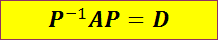 P⁻¹AP = D